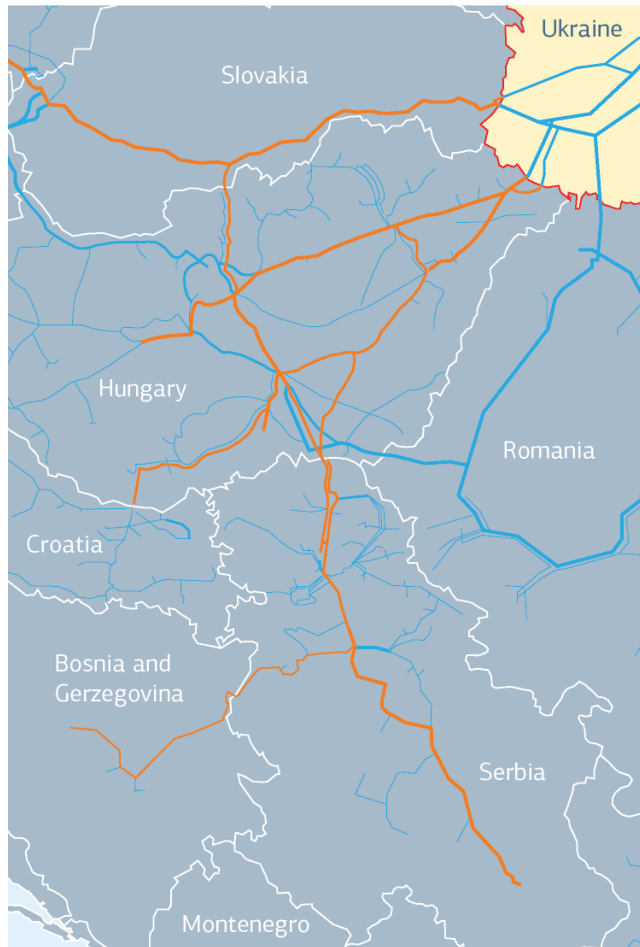 Ukraine
Slovakia
Hungary
Romania
Croatia
Bosnia and
Gerzegovina
Serbia
Montenegro